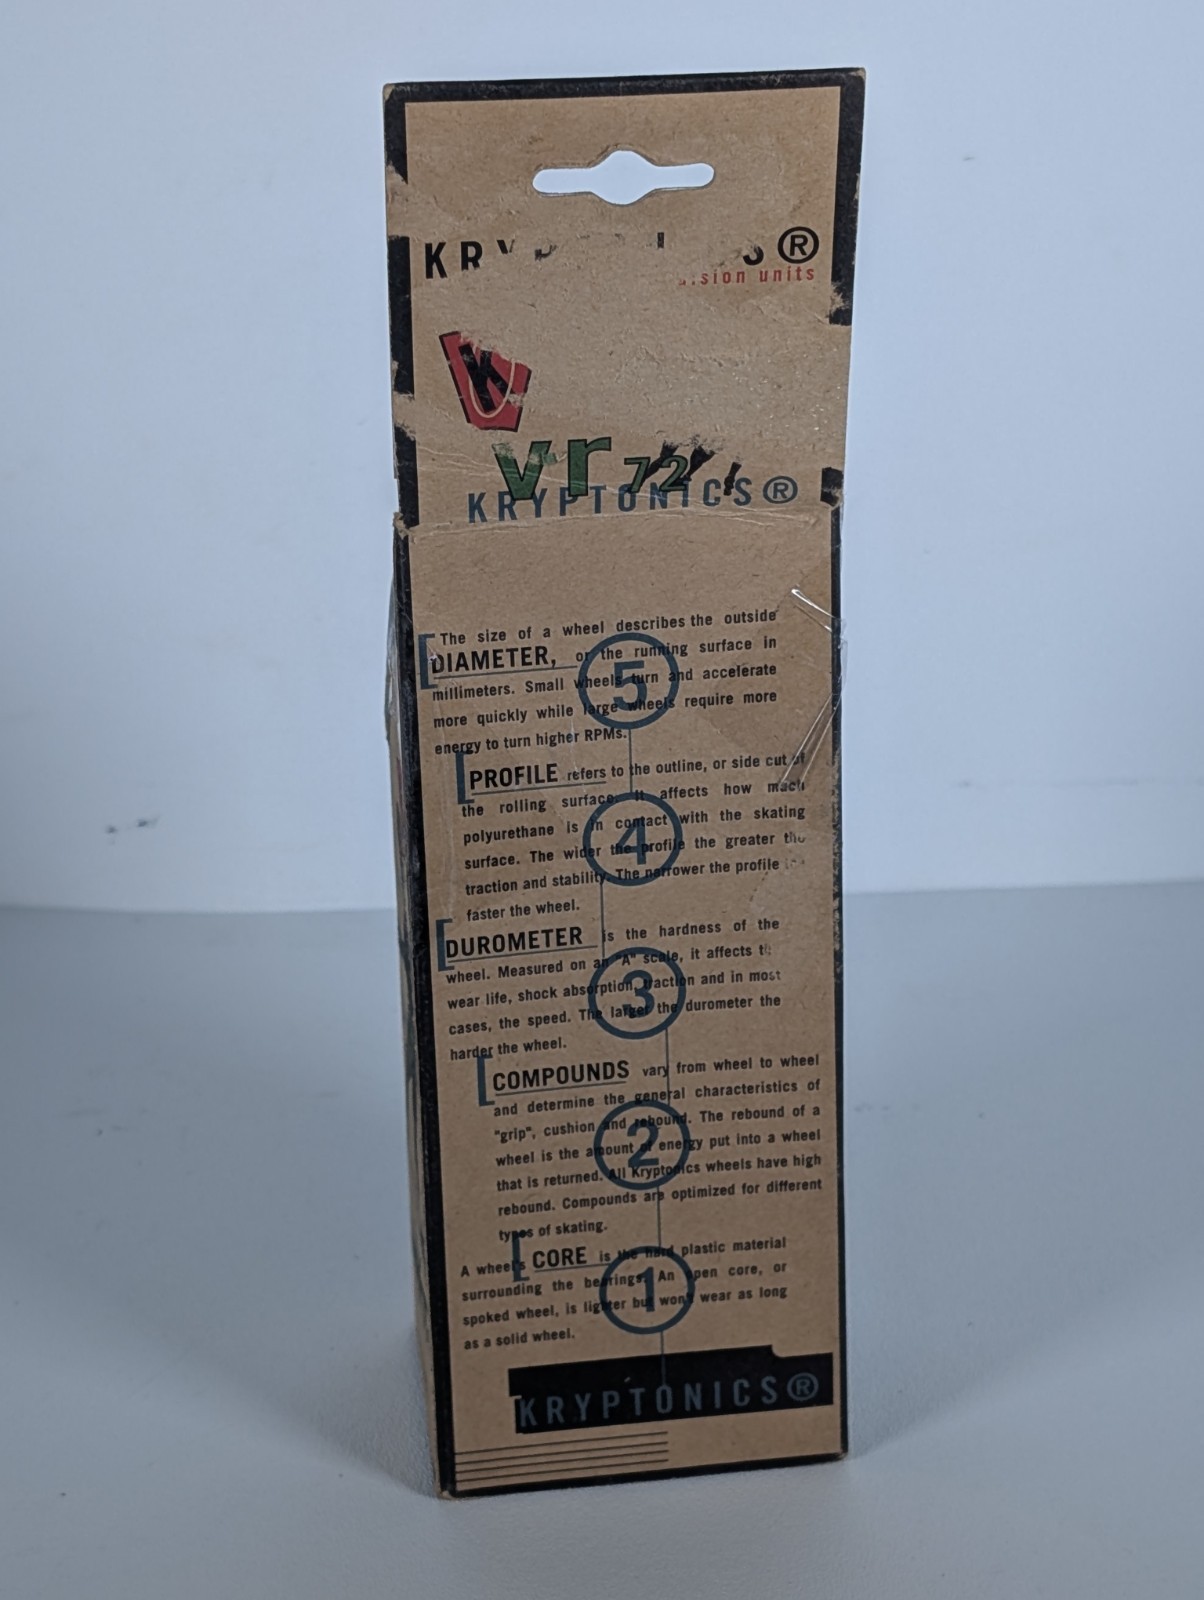 KRY
®
sion units
K
vr 72
KRYPTONICS®
The size of a wheel describes the outside
DIAMETER, or the running surface in
millimeters. Small wheels turn and accelerate
more quickly while large wheels require more
energy to turn higher RPMs.
5
PROFILE refers to the outline, or side cut of
the rolling surface. It affects how much
polyurethane is in contact with the skating
surface. The wider the profile the greater the
traction and stability. The narrower the profile
faster the wheel.
4
DUROMETER is the hardness of the
wheel. Measured on an "A" scale, it affects
wear life, shock absorption, traction and in most
cases, the speed. The larger the durometer the
harder the wheel.
3
COMPOUNDS vary from wheel to wheel
and determine the general characteristics of
"grip", cushion and rebound. The rebound of a
wheel is the amount of energy put into a wheel
that is returned. All Kryptonics wheels have high
rebound. Compounds are optimized for different
types of skating.
2
A wheel's CORE is the hard plastic material
surrounding the bearings. An open core, or
spoked wheel, is lighter but won't wear as long
as a solid wheel.
1
KRYPTONICS®